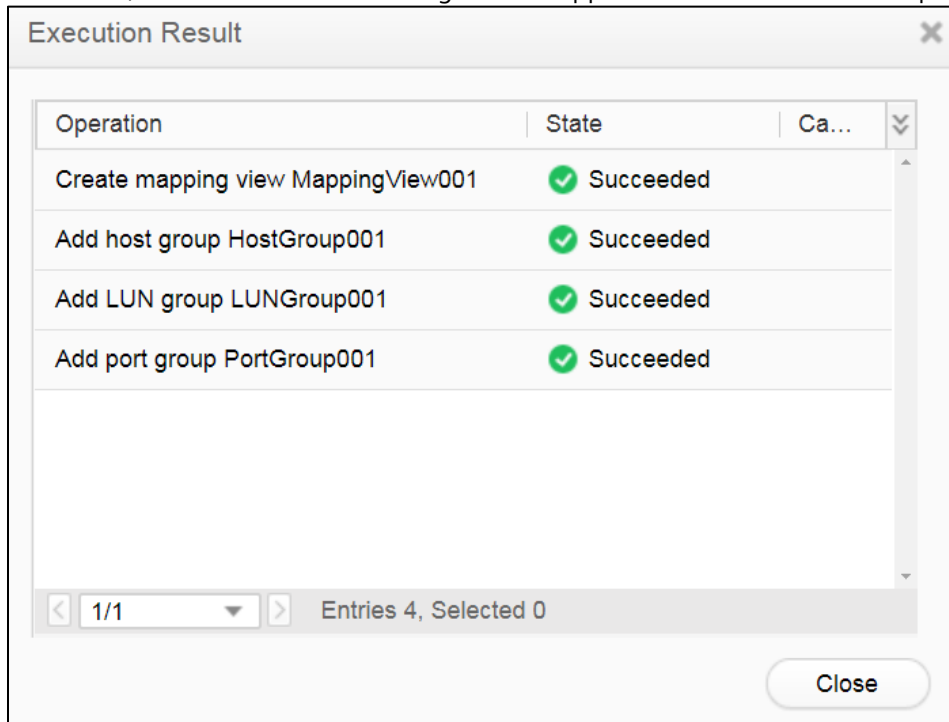 Execution Result
Operation State Ca...
Create mapping view MappingView001 Succeeded
Add host group HostGroup001 Succeeded
Add LUN group LUNGroup001 Succeeded
Add port group PortGroup001 Succeeded
1/1 Entries 4, Selected 0
Close